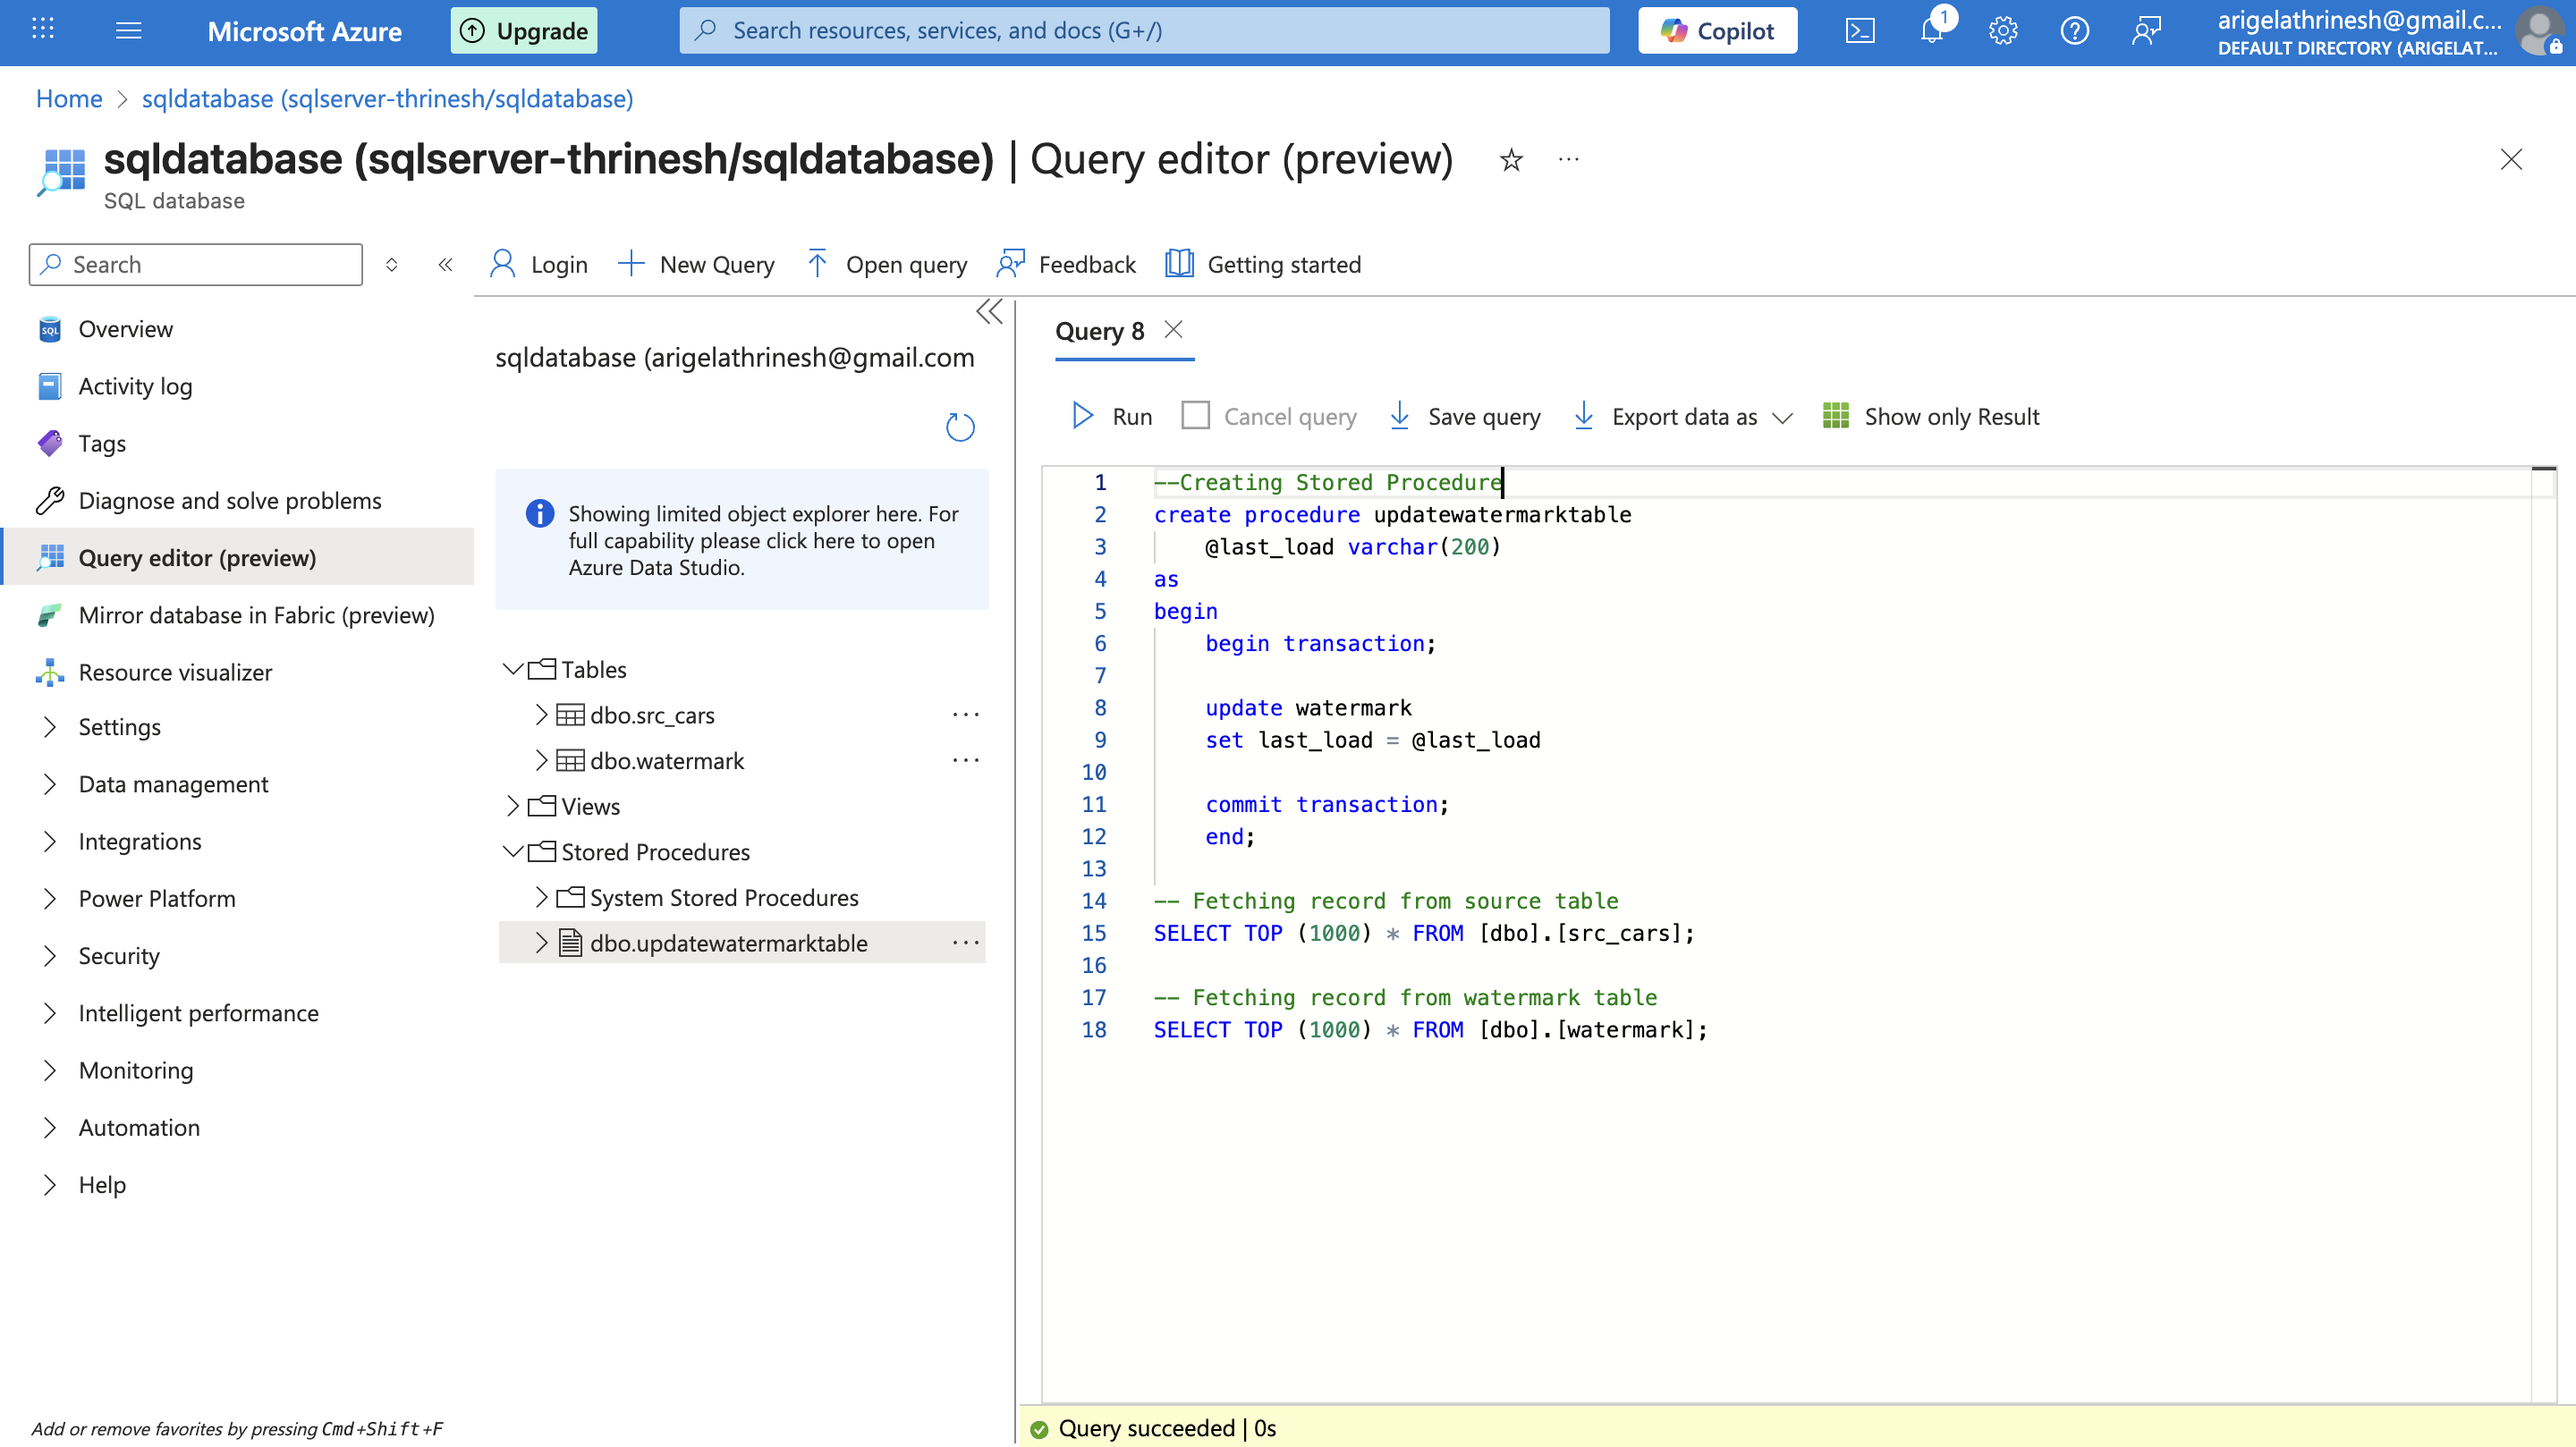 Microsoft Azure
Upgrade
Search resources, services, and docs (G+/)
Copilot
1
arigelathrinesh@gmail.c...
DEFAULT DIRECTORY (ARIGELAT...
Home > sqldatabase (sqlserver-thrinesh/sqldatabase)
sqldatabase (sqlserver-thrinesh/sqldatabase) | Query editor (preview)
SQL database
Search
Login
New Query
Open query
Feedback
Getting started
SQL
Overview
Activity log
Tags
Diagnose and solve problems
Query editor (preview)
Mirror database in Fabric (preview)
Resource visualizer
Settings
Data management
Integrations
Power Platform
Security
Intelligent performance
Monitoring
Automation
Help
Add or remove favorites by pressing Cmd+Shift+F
sqldatabase (arigelathrinesh@gmail.com
Showing limited object explorer here. For
full capability please click here to open
Azure Data Studio.
Tables
dbo.src_cars
dbo.watermark
Views
Stored Procedures
System Stored Procedures
dbo.updatewatermarktable
Query 8
Run
Cancel query
Save query
Export data as
Show only Result
1 --Creating Stored Procedure
2 create procedure updatewatermarktable
3 @last_load varchar(200)
4 as
5 begin
6 begin transaction;
7
8 update watermark
9 set last_load = @last_load
10
11 commit transaction;
12 end;
13
14 -- Fetching record from source table
15 SELECT TOP (1000) * FROM [dbo].[src_cars];
16
17 -- Fetching record from watermark table
18 SELECT TOP (1000) * FROM [dbo].[watermark];
Query succeeded | 0s